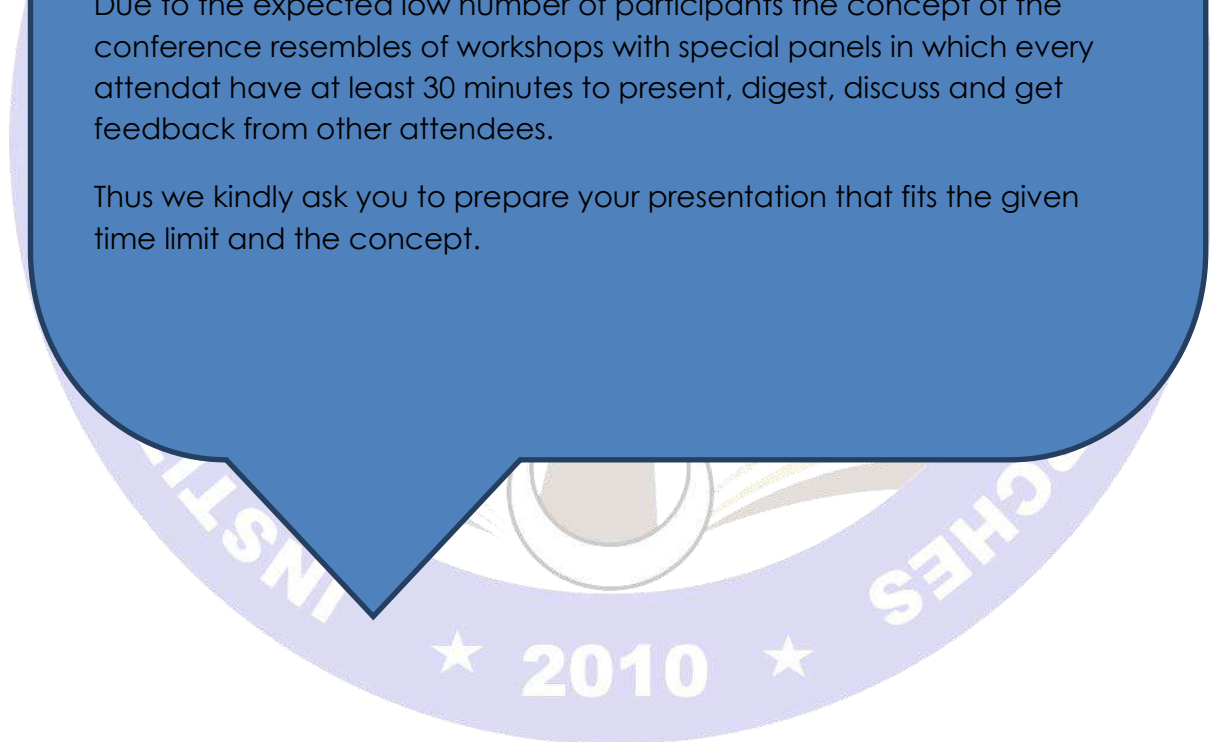 Due to the expected low number of participants the concept of the
conference resembles of workshops with special panels in which every
attendat have at least 30 minutes to present, digest, discuss and get
feedback from other attendees.
Thus we kindly ask you to prepare your presentation that fits the given
time limit and the concept.
INSTI
RCHES
★ 2010 ★